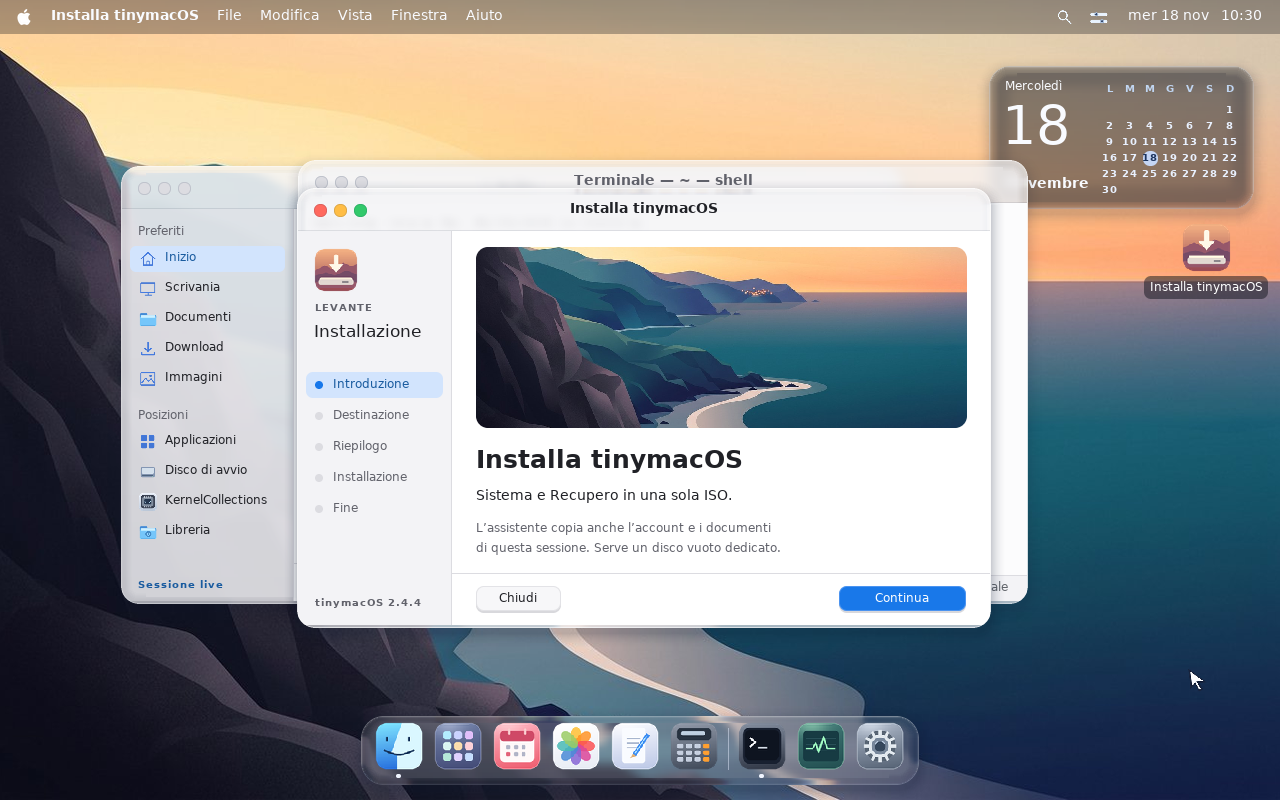 Installa tinymacOS File Modifica Vista Finestra Aiuto mer 18 nov 10:30
Mercoledì
18
L M M G V S D
1
2 3 4 5 6 7 8
9 10 11 12 13 14 15
16 17 18 19 20 21 22
23 24 25 26 27 28 29
30
vembre
Installa tinymacOS
Terminale — ~ — shell
Preferiti
Inizio
Scrivania
Documenti
Download
Immagini
Posizioni
Applicazioni
Disco di avvio
KernelCollections
Libreria
Sessione live
Installa tinymacOS
LEVANTE
Installazione
Introduzione
Destinazione
Riepilogo
Installazione
Fine
tinymacOS 2.4.4
Installa tinymacOS
Sistema e Recupero in una sola ISO.
L’assistente copia anche l’account e i documenti
di questa sessione. Serve un disco vuoto dedicato.
Chiudi
Continua
ale
>_